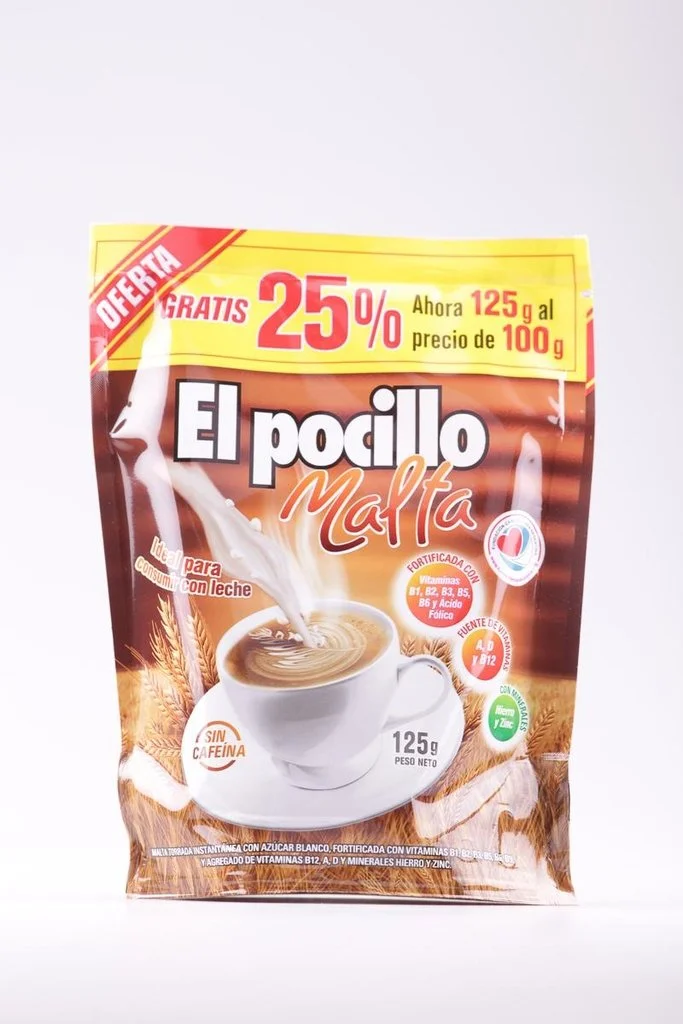 OFERTA
GRATIS 25% Ahora 125g al
precio de 100g
El pocillo
Malta
Ideal para
consumir con leche
FORTIFICADA CON
Vitaminas
B1, B2, B3, B5,
B6 y Ácido
Fólico
FUENTE DE VITAMINAS
A, D
y B12
CON MINERALES
Hierro
y Zinc
SIN
CAFEÍNA
125g
PESO NETO
MALTA TORRADA INSTANTÁNEA CON AZÚCAR BLANCO, FORTIFICADA CON VITAMINAS B1, B2, B3, B5, B6, B9
Y AGREGADO DE VITAMINAS B12, A, D Y MINERALES HIERRO Y ZINC.